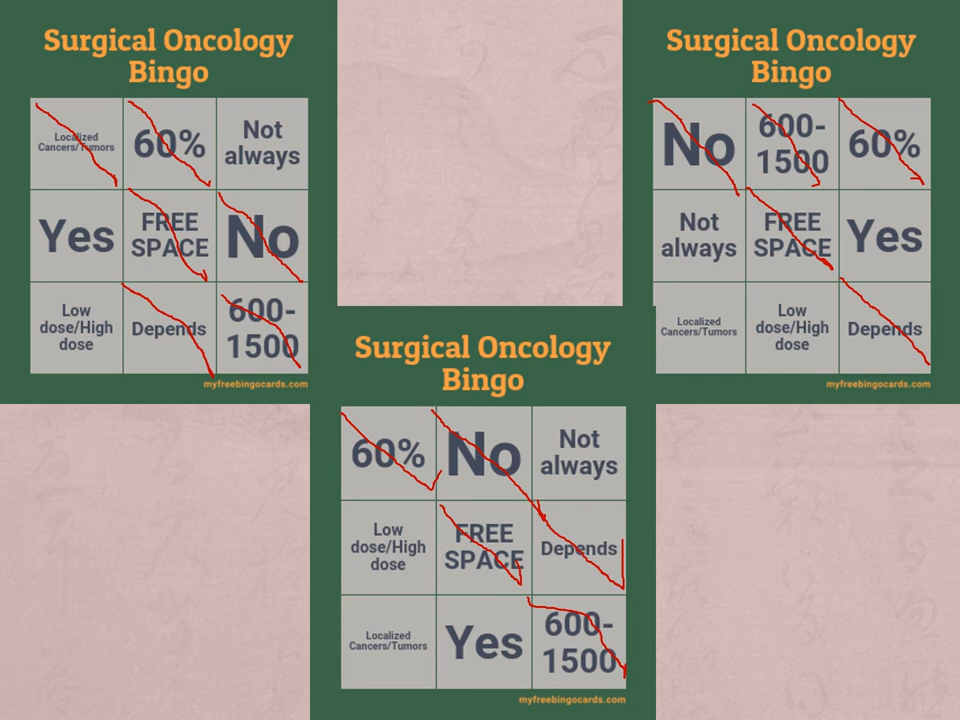 Surgical Oncology
Bingo
Localized
Cancers/Tumors
60%
Not
always
Yes
FREE
SPACE
No
Low
dose/High
dose
Depends
600-
1500
myfreebingocards.com
Surgical Oncology
Bingo
No
600-
1500
60%
Not
always
FREE
SPACE
Yes
Localized
Cancers/Tumors
Low
dose/High
dose
Depends
myfreebingocards.com
Surgical Oncology
Bingo
60%
No
Not
always
Low
dose/High
dose
FREE
SPACE
Depends
Localized
Cancers/Tumors
Yes
600-
1500
myfreebingocards.com